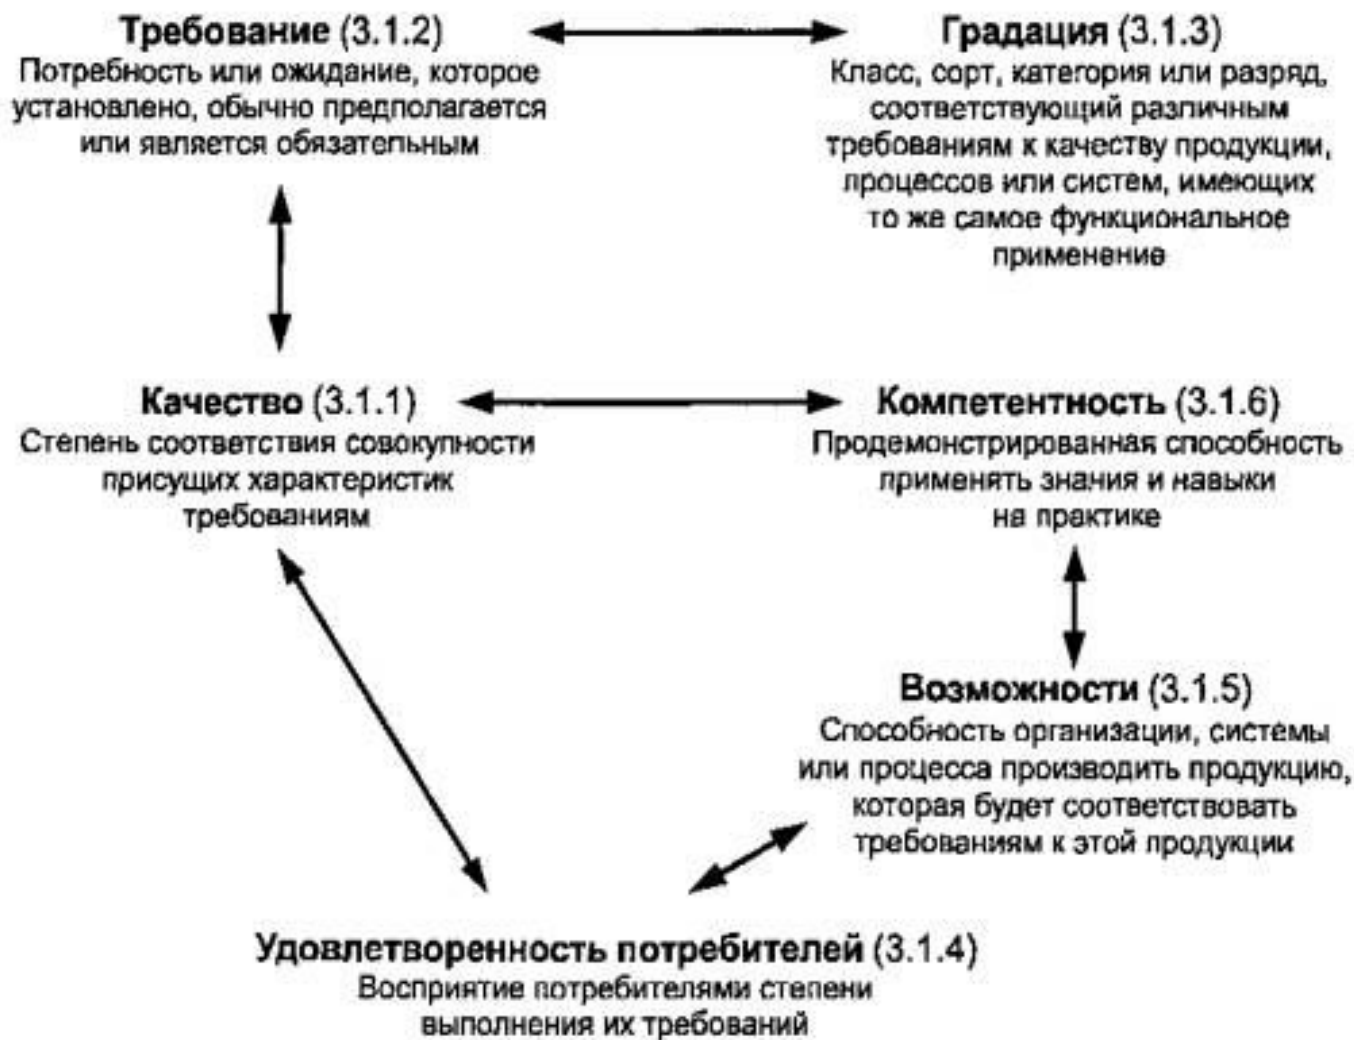 Требование (3.1.2)
Потребность или ожидание, которое
установлено, обычно предполагается
или является обязательным
Градация (3.1.3)
Класс, сорт, категория или разряд,
соответствующий различным
требованиям к качеству продукции,
процессов или систем, имеющих
то же самое функциональное
применение
Качество (3.1.1)
Степень соответствия совокупности
присущих характеристик
требованиям
Компетентность (3.1.6)
Продемонстрированная способность
применять знания и навыки
на практике
Возможности (3.1.5)
Способность организации, системы
или процесса производить продукцию,
которая будет соответствовать
требованиям к этой продукции
Удовлетворенность потребителей (3.1.4)
Восприятие потребителями степени
выполнения их требований